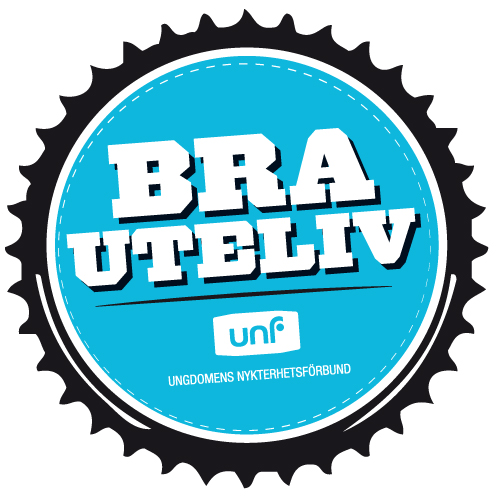 BRA
UTELIV
unf
UNGDOMENS NYKTERHETSFÖRBUND